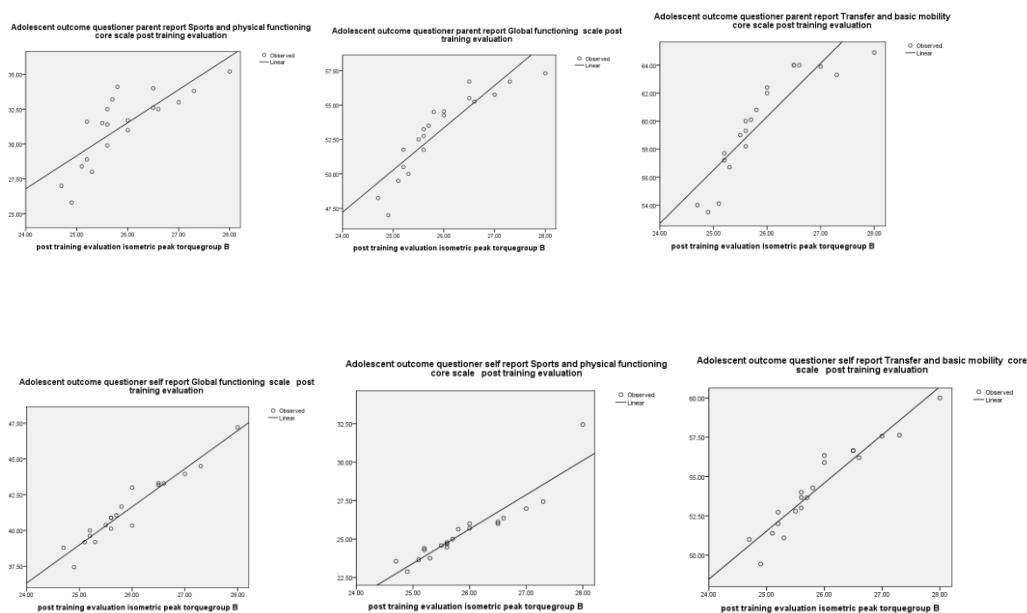 Adolescent outcome questioner parent report Sports and physical functioning
core scale post training evaluation
Observed
Linear
35.00
32.50
30.00
27.50
25.00
24.00 25.00 26.00 27.00 28.00
post training evaluation isometric peak torquegroup B
Adolescent outcome questioner parent report Global functioning scale post
training evaluation
Observed
Linear
57.50
55.00
52.50
50.00
47.50
24.00 25.00 26.00 27.00 28.00
post training evaluation isometric peak torquegroup B
Adolescent outcome questioner parent report Transfer and basic mobility
core scale post training evaluation
Observed
Linear
64.00
62.00
60.00
58.00
56.00
54.00
24.00 25.00 26.00 27.00 28.00
post training evaluation isometric peak torquegroup B
Adolescent outcome questioner self report Global functioning scale post
training evaluation
Observed
Linear
47.50
45.00
42.50
40.00
37.50
24.00 25.00 26.00 27.00 28.00
post training evaluation isometric peak torquegroup B
Adolescent outcome questioner self report Sports and physical functioning
core scale post training evaluation
Observed
Linear
32.50
30.00
27.50
25.00
22.50
24.00 25.00 26.00 27.00 28.00
post training evaluation isometric peak torquegroup B
Adolescent outcome questioner self report Transfer and basic mobility core
scale post training evaluation
Observed
Linear
60.00
57.50
55.00
52.50
50.00
24.00 25.00 26.00 27.00 28.00
post training evaluation isometric peak torquegroup B